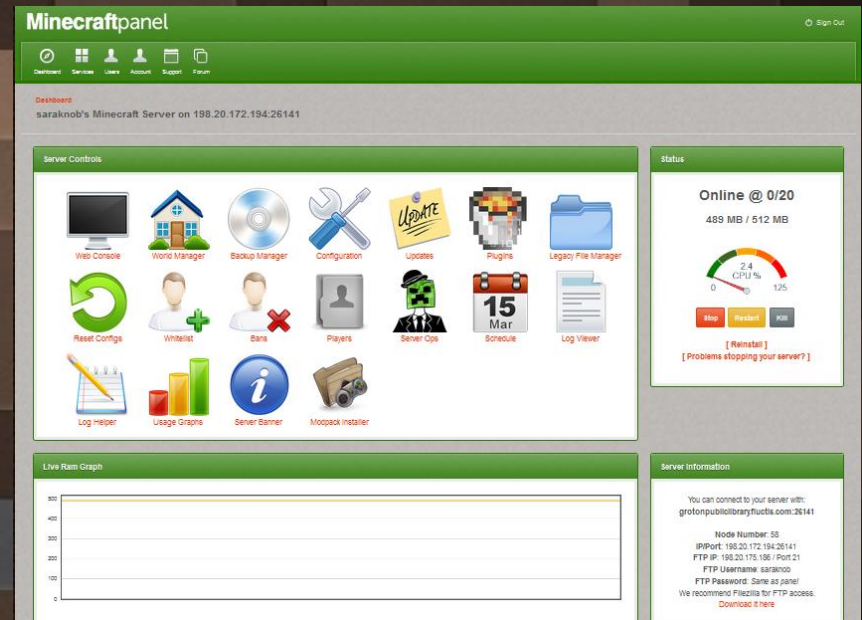 Minecraftpanel
Sign Out
Dashboard Services Users Account Support Forum
Dashboard
saraknob's Minecraft Server on 198.20.172.194:26141
Server Controls
UPDATE
Web Console World Manager Backup Manager Configuration Updates Plugins Legacy File Manager
15
Mar
Reset Configs Whitelist Bans Players Server Ops Schedule Log Viewer
Log Helper Usage Graphs Server Banner Modpack Installer
Status
Online @ 0/20
489 MB / 512 MB
2.4
CPU %
0 125
Stop Restart Kill
[ Reinstall ]
[ Problems stopping your server? ]
Live Ram Graph
500
400
300
200
100
0
Server Information
You can connect to your server with:
grotonpubliclibrary.fluctis.com:26141
Node Number: 58
IP/Port: 198.20.172.194:26141
FTP IP: 198.20.175.186 / Port 21
FTP Username: saraknob
FTP Password: Same as panel
We recommend Filezilla for FTP access.
Download it here